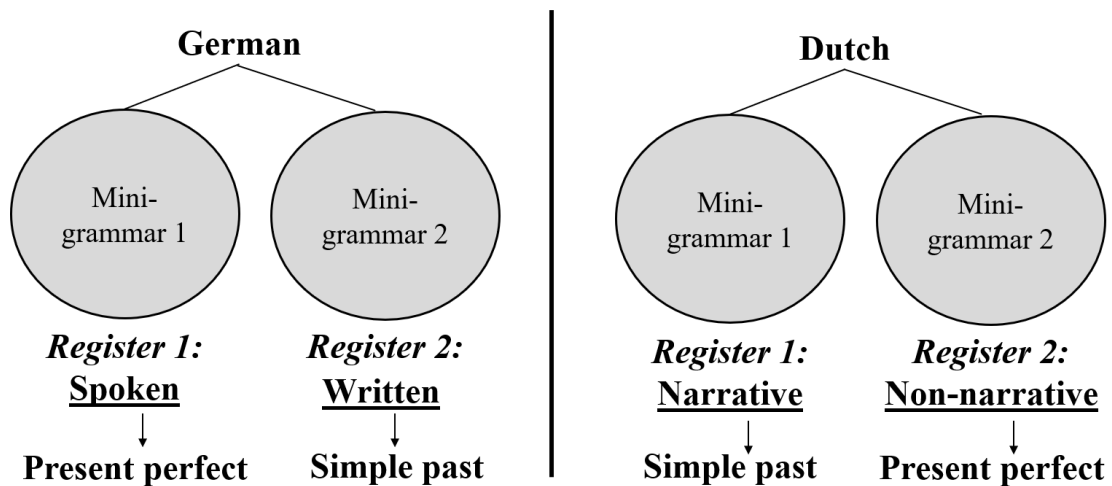 German
Mini-
grammar 1
Mini-
grammar 2
Register 1:
Spoken
Register 2:
Written
Present perfect
Simple past
Dutch
Mini-
grammar 1
Mini-
grammar 2
Register 1:
Narrative
Register 2:
Non-narrative
Simple past
Present perfect